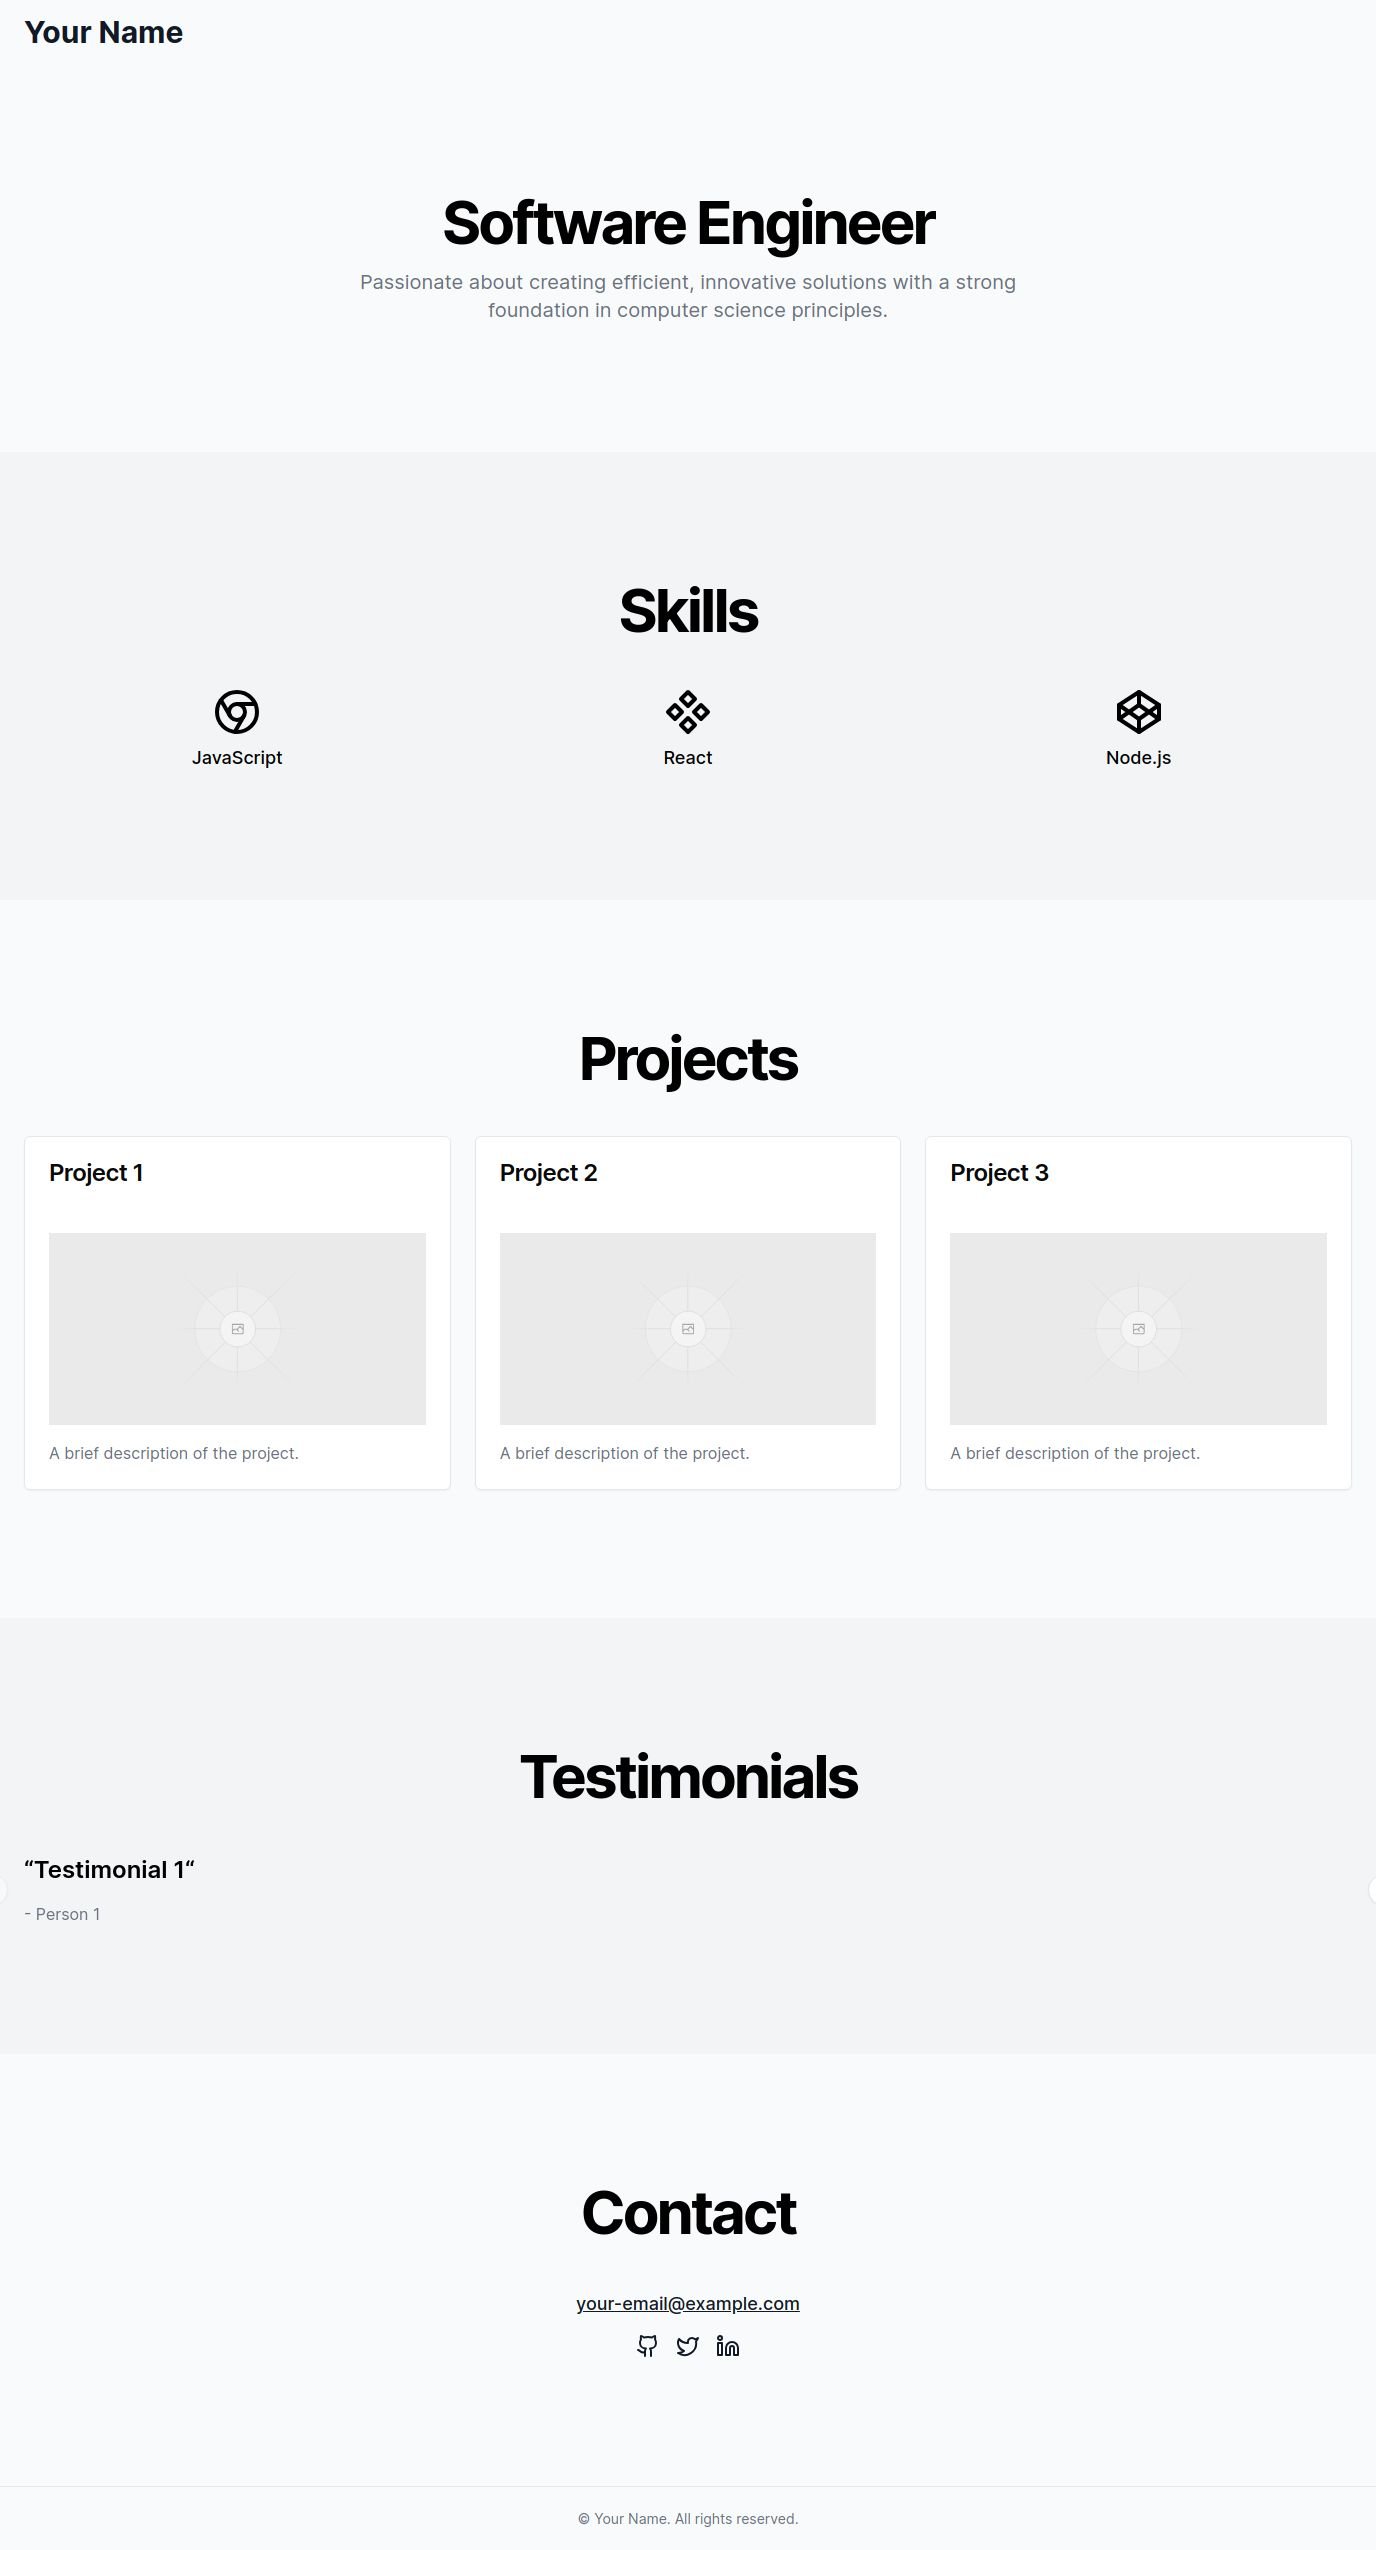 Your Name
Software Engineer
Passionate about creating efficient, innovative solutions with a strong
foundation in computer science principles.
Skills
JavaScript
React
Node.js
Projects
Project 1
Project 2
Project 3
A brief description of the project.
A brief description of the project.
A brief description of the project.
Testimonials
“Testimonial 1“
- Person 1
Contact
your-email@example.com
© Your Name. All rights reserved.